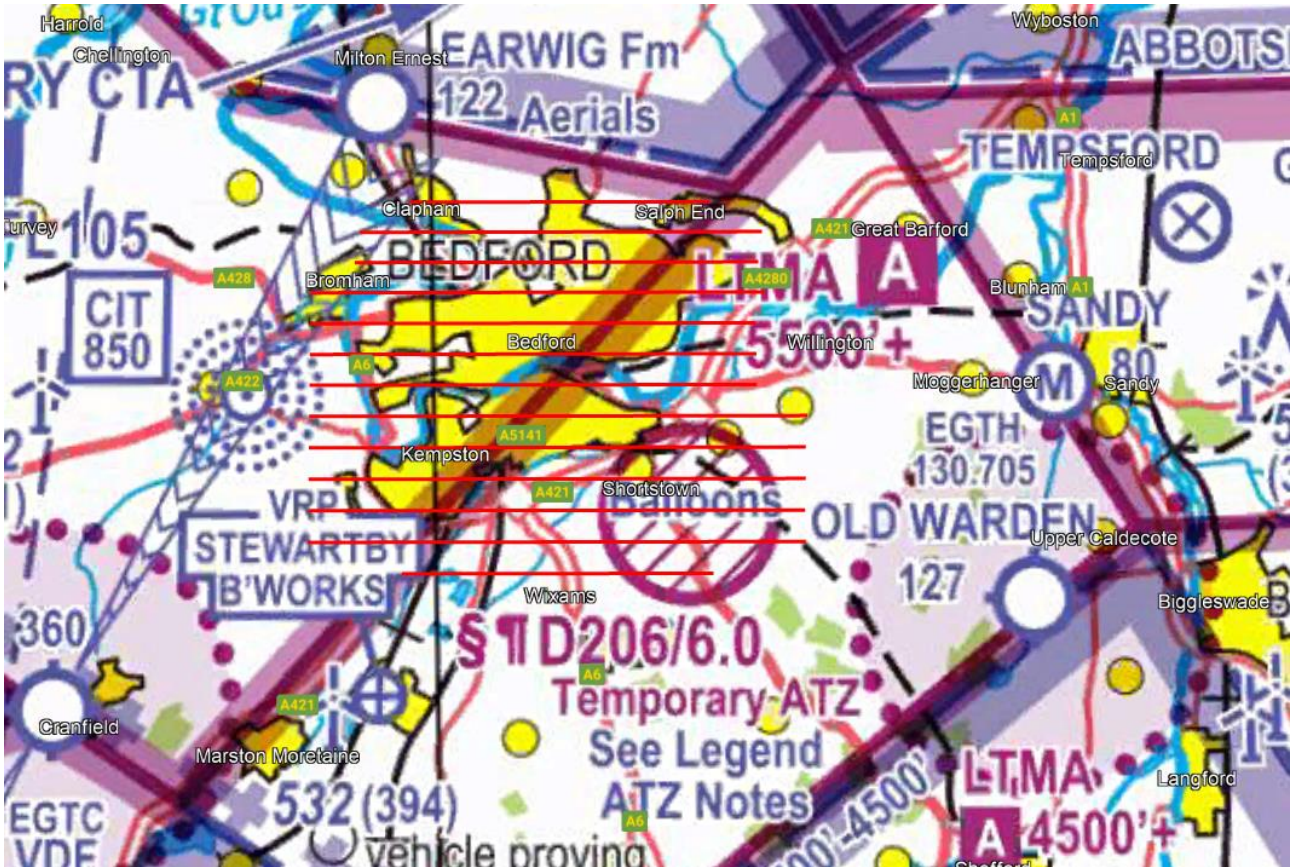 Harrold
Chellington
Milton Ernest
EARWIG Fm
122
Aerials
Wyboston
ABBOTS
RY CTA
A1
TEMPSFORD
Tempsford
Turvey
FL105
Clapham
Salph End
A421
Great Barford
BEDFORD
LTMA
A
A4280
A428
Bromham
Blunham
A1
SANDY
CIT
850
Bedford
5500'+
Willington
80
A6
A422
Moggerhanger
M
Sandy
EGTH
130.705
A5141
Kempston
A421
Shortstown
Balloons
VRP
STEWARTBY
B'WORKS
OLD WARDEN
Upper Caldecote
127
Wixams
Biggleswade
B
360
§ ¶ D206/6.0
A6
Temporary ATZ
See Legend
ATZ Notes
A6
A421
Cranfield
Marston Moretaine
532 (394)
LTMA
A
4500'+
Langford
00'-4500'
EGTC
VDF
vehicle proving
Shefford